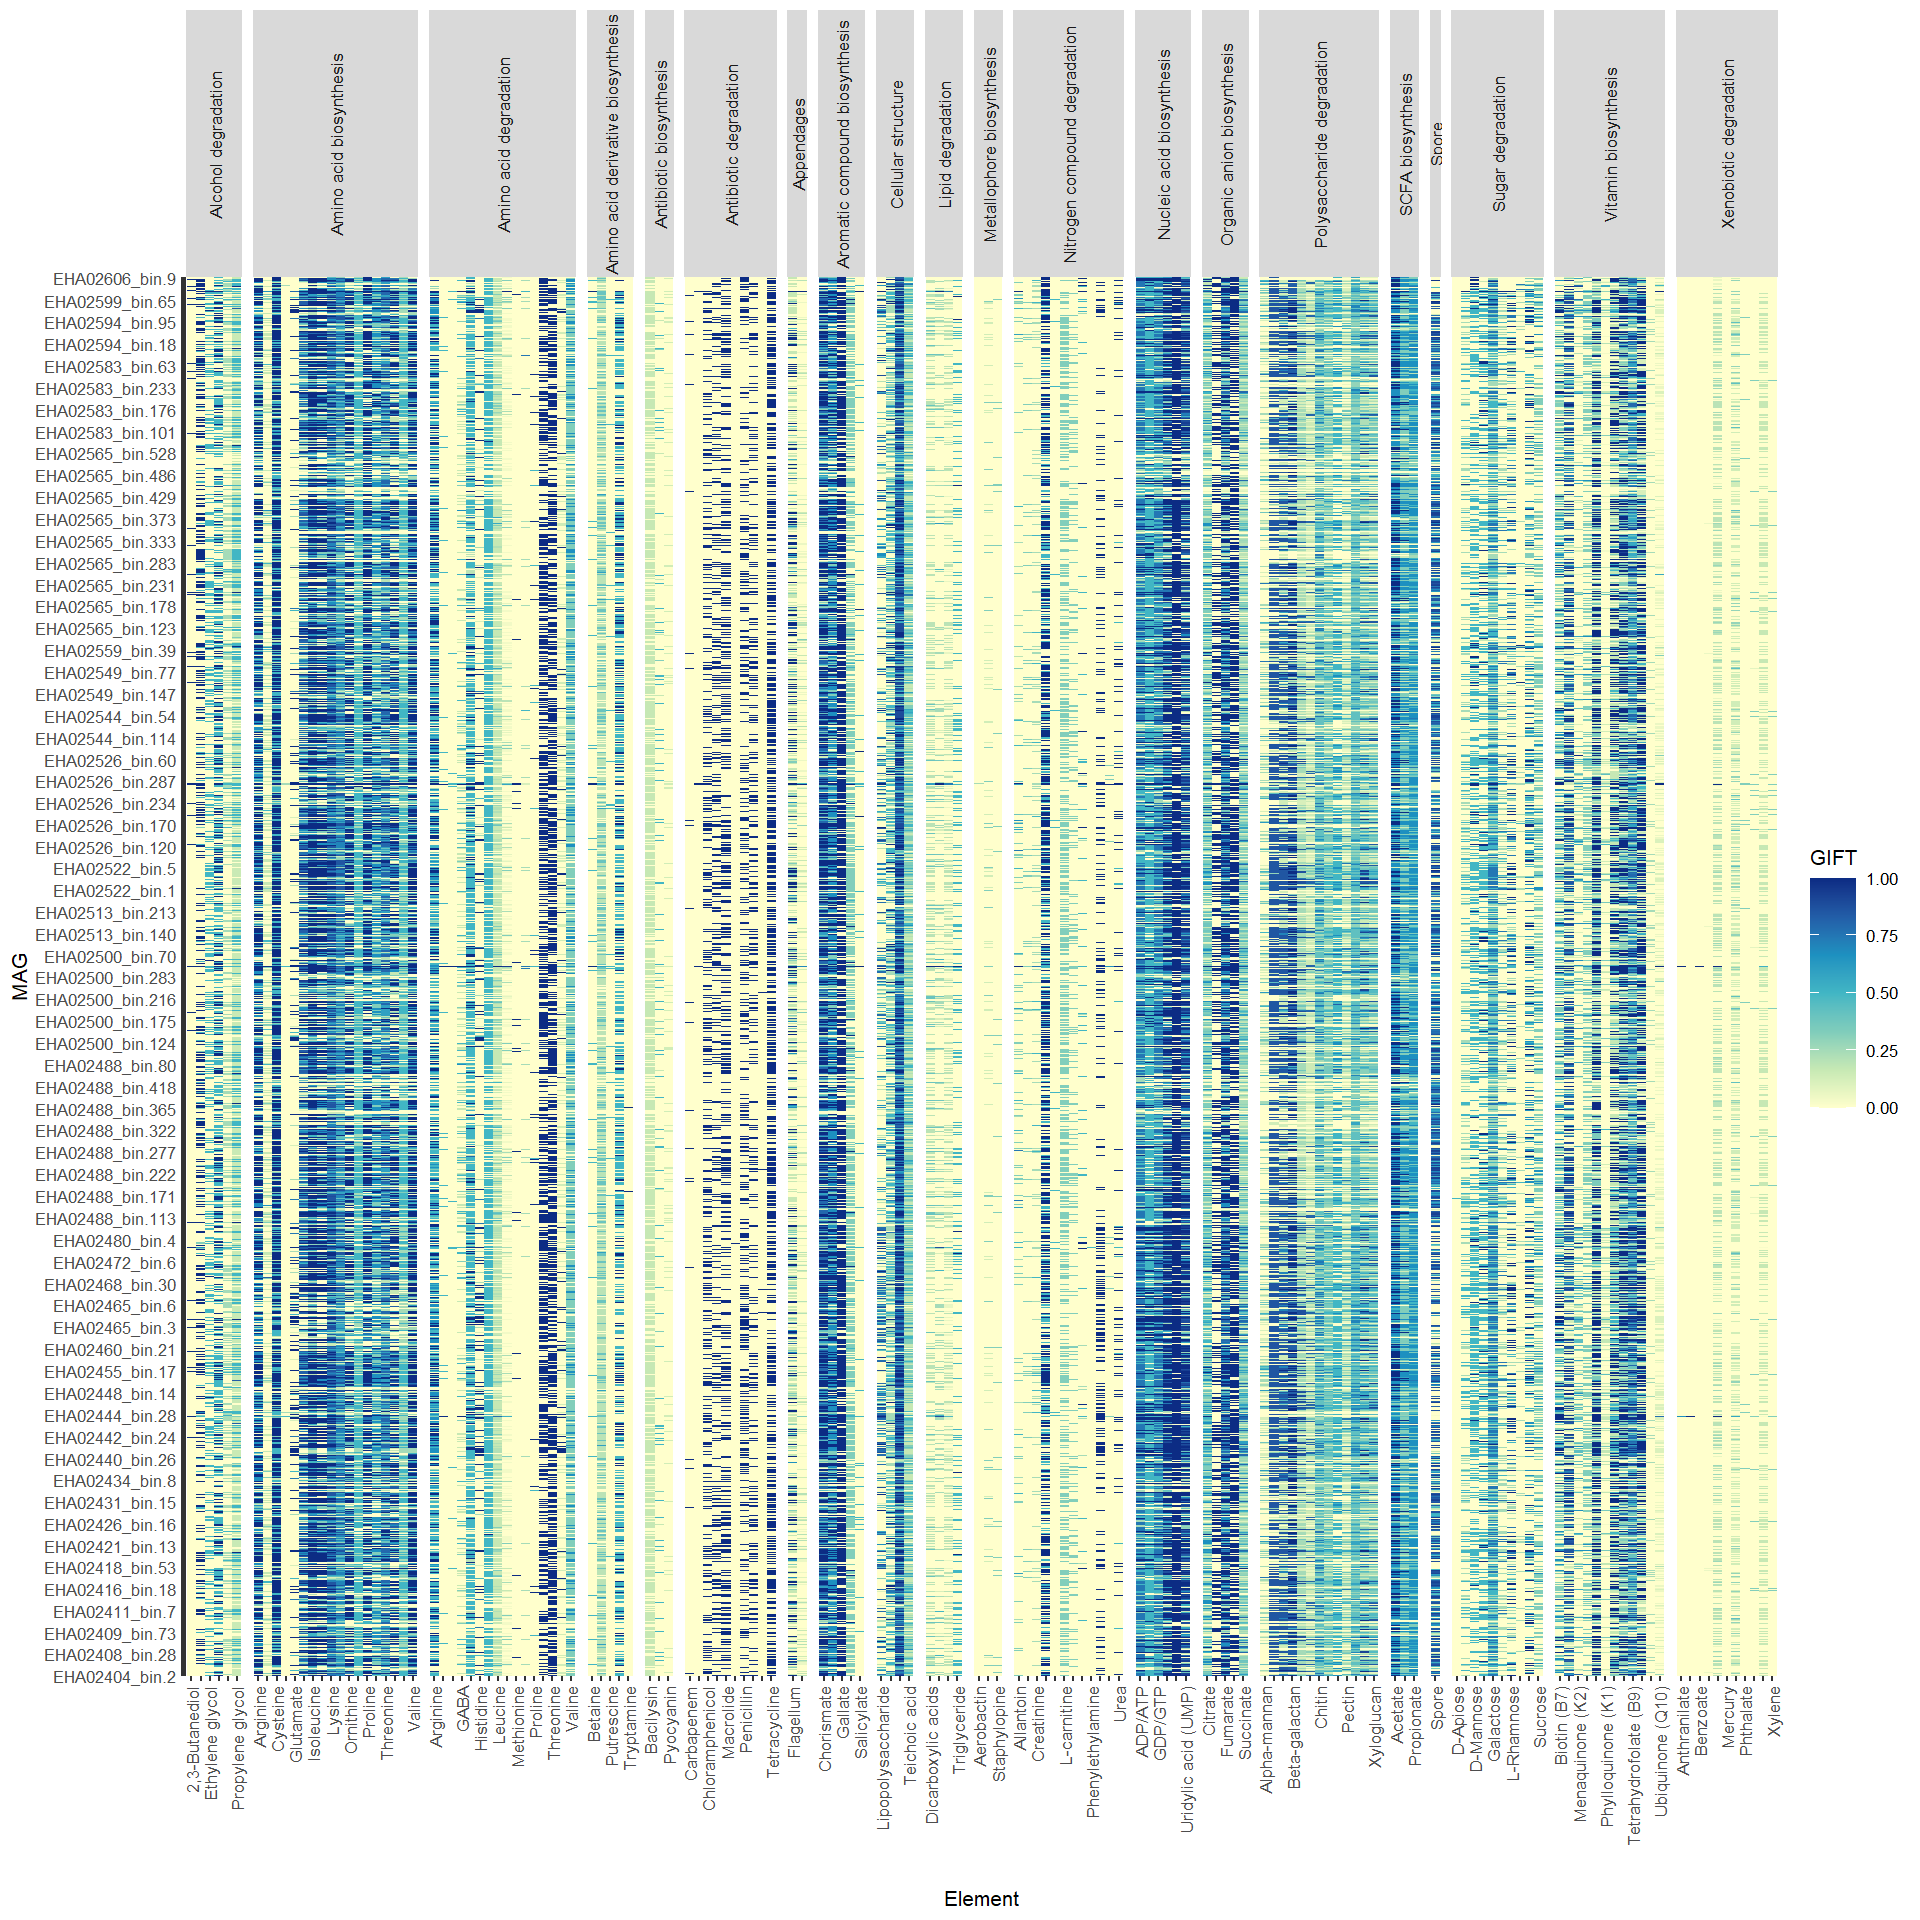 Alcohol degradation
Amino acid biosynthesis
Amino acid degradation
Amino acid derivative biosynthesis
Antibiotic biosynthesis
Antibiotic degradation
Appendages
Aromatic compound biosynthesis
Cellular structure
Lipid degradation
Metallophore biosynthesis
Nitrogen compound degradation
Nucleic acid biosynthesis
Organic anion biosynthesis
Polysaccharide degradation
SCFA biosynthesis
Spore
Sugar degradation
Vitamin biosynthesis
Xenobiotic degradation
MAG
EHA02606_bin.9
EHA02599_bin.65
EHA02594_bin.95
EHA02594_bin.18
EHA02583_bin.63
EHA02583_bin.233
EHA02583_bin.176
EHA02583_bin.101
EHA02565_bin.528
EHA02565_bin.486
EHA02565_bin.429
EHA02565_bin.373
EHA02565_bin.333
EHA02565_bin.283
EHA02565_bin.231
EHA02565_bin.178
EHA02565_bin.123
EHA02559_bin.39
EHA02549_bin.77
EHA02549_bin.147
EHA02544_bin.54
EHA02544_bin.114
EHA02526_bin.60
EHA02526_bin.287
EHA02526_bin.234
EHA02526_bin.170
EHA02526_bin.120
EHA02522_bin.5
EHA02522_bin.1
EHA02513_bin.213
EHA02513_bin.140
EHA02500_bin.70
EHA02500_bin.283
EHA02500_bin.216
EHA02500_bin.175
EHA02500_bin.124
EHA02488_bin.80
EHA02488_bin.418
EHA02488_bin.365
EHA02488_bin.322
EHA02488_bin.277
EHA02488_bin.222
EHA02488_bin.171
EHA02488_bin.113
EHA02480_bin.4
EHA02472_bin.6
EHA02468_bin.30
EHA02465_bin.6
EHA02465_bin.3
EHA02460_bin.21
EHA02455_bin.17
EHA02448_bin.14
EHA02444_bin.28
EHA02442_bin.24
EHA02440_bin.26
EHA02434_bin.8
EHA02431_bin.15
EHA02426_bin.16
EHA02421_bin.13
EHA02418_bin.53
EHA02416_bin.18
EHA02411_bin.7
EHA02409_bin.73
EHA02408_bin.28
EHA02404_bin.2
GIFT
1.00
0.75
0.50
0.25
0.00
2,3-Butanediol
Ethylene glycol
Propylene glycol
Arginine
Cysteine
Glutamate
Isoleucine
Lysine
Ornithine
Proline
Threonine
Valine
Arginine
GABA
Histidine
Leucine
Methionine
Proline
Threonine
Valine
Betaine
Putrescine
Tryptamine
Bacilysin
Pyocyanin
Carbapenem
Chloramphenicol
Macrolide
Penicillin
Tetracycline
Flagellum
Chorismate
Gallate
Salicylate
Lipopolysaccharide
Teichoic acid
Dicarboxylic acids
Triglyceride
Aerobactin
Staphylopine
Allantoin
Creatinine
L-carnitine
Phenylethylamine
Urea
ADP/ATP
GDP/GTP
Uridylic acid (UMP)
Citrate
Fumarate
Succinate
Alpha-mannan
Beta-galactan
Chitin
Pectin
Xyloglucan
Acetate
Propionate
Spore
D-Apiose
D-Mannose
Galactose
L-Rhamnose
Sucrose
Biotin (B7)
Menaquinone (K2)
Phylloquinone (K1)
Tetrahydrofolate (B9)
Ubiquinone (Q10)
Anthranilate
Benzoate
Mercury
Phthalate
Xylene
Element